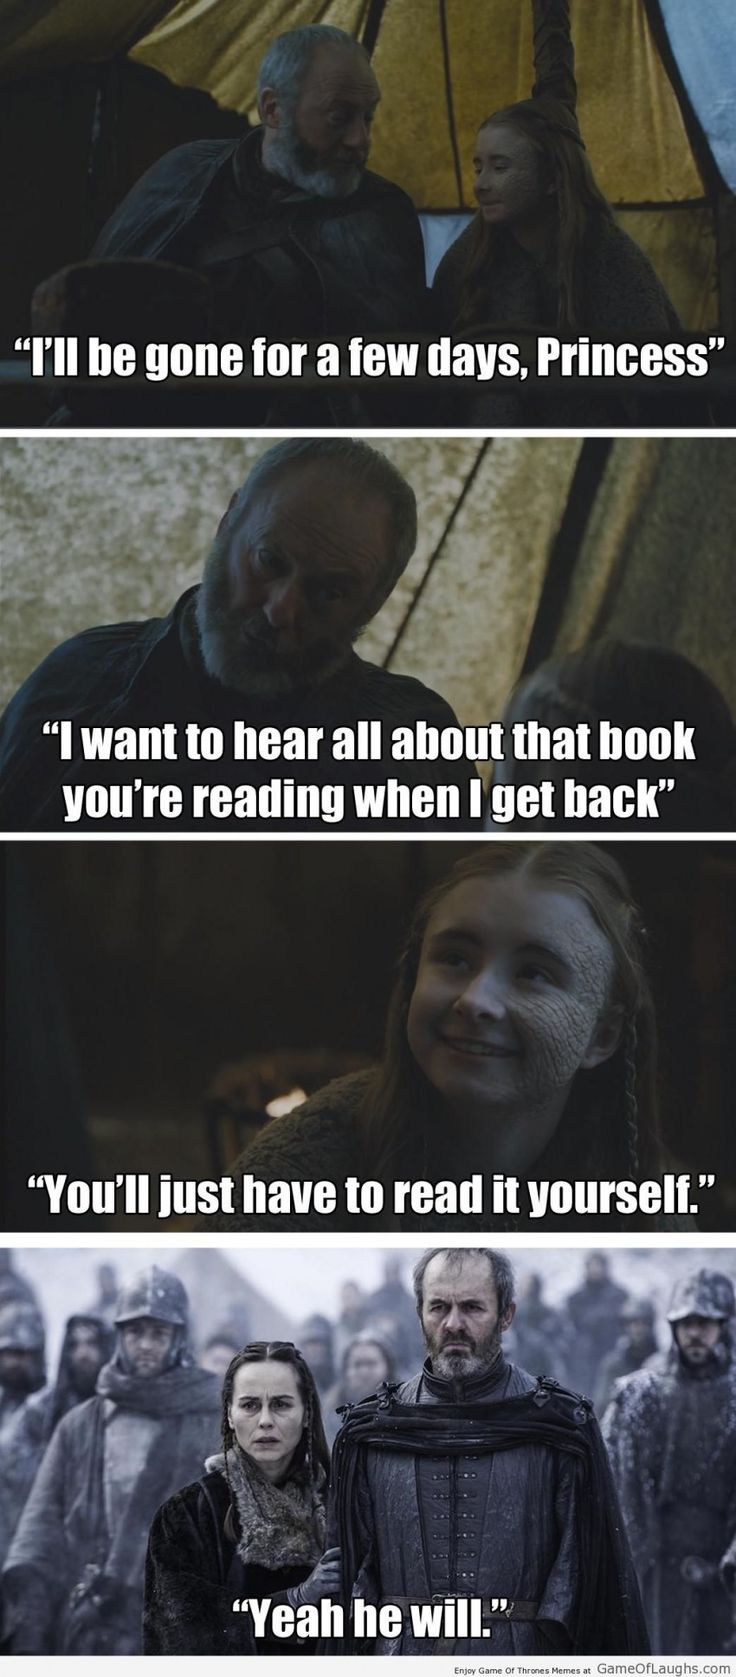 “I’ll be gone for a few days, Princess”
“I want to hear all about that book
you’re reading when I get back”
“You’ll just have to read it yourself.”
“Yeah he will.”
Enjoy Game Of Thrones Memes at GameOfLaughs.com